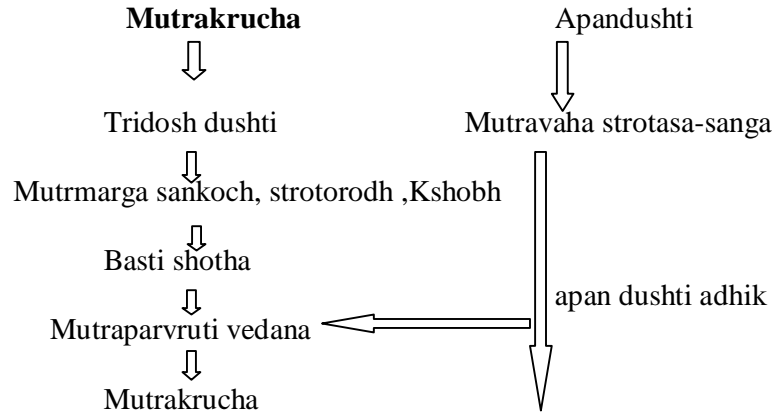 Mutrakrucha Apandushti
Tridosh dushti Mutravaha strotasa-sanga
Mutrmarga sankoch, strotorodh ,Kshobh
Basti shotha
apan dushti adhik
Mutraparvruti vedana
Mutrakrucha